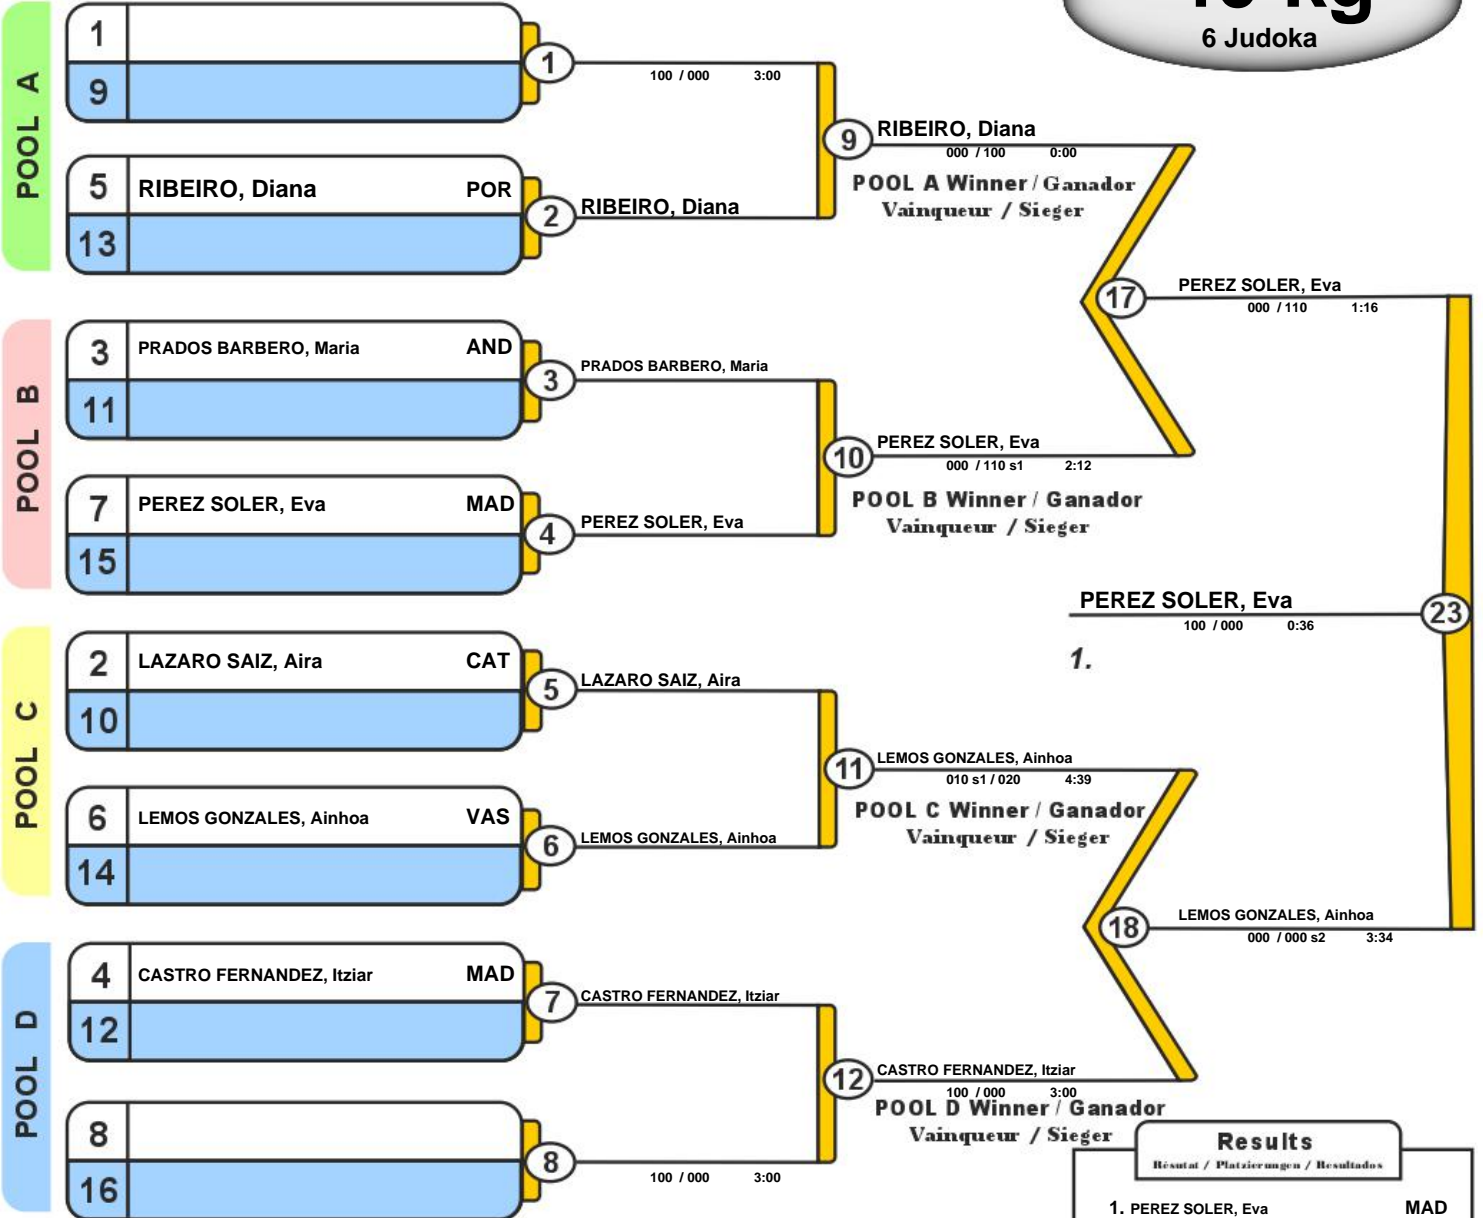 6 Judoka
POOL A
1
9
1
100 / 000 3:00
5 RIBEIRO, Diana POR
13
2
RIBEIRO, Diana
9
RIBEIRO, Diana
000 / 100 0:00
POOL A Winner / Ganador
Vainqueur / Sieger
POOL B
3 PRADOS BARBERO, Maria AND
11
3
PRADOS BARBERO, Maria
7 PEREZ SOLER, Eva MAD
15
4
PEREZ SOLER, Eva
10
PEREZ SOLER, Eva
000 / 110 s1 2:12
POOL B Winner / Ganador
Vainqueur / Sieger
17
PEREZ SOLER, Eva
000 / 110 1:16
PEREZ SOLER, Eva
100 / 000 0:36
1.
23
POOL C
2 LAZARO SAIZ, Aira CAT
10
5
LAZARO SAIZ, Aira
6 LEMOS GONZALES, Ainhoa VAS
14
6
LEMOS GONZALES, Ainhoa
11
LEMOS GONZALES, Ainhoa
010 s1 / 020 4:39
POOL C Winner / Ganador
Vainqueur / Sieger
18
LEMOS GONZALES, Ainhoa
000 / 000 s2 3:34
POOL D
4 CASTRO FERNANDEZ, Itziar MAD
12
7
CASTRO FERNANDEZ, Itziar
8
16
8
100 / 000 3:00
12
CASTRO FERNANDEZ, Itziar
100 / 000 3:00
POOL D Winner / Ganador
Vainqueur / Sieger
Results
Résutat / Platzierungen / Resultados
1. PEREZ SOLER, Eva MAD